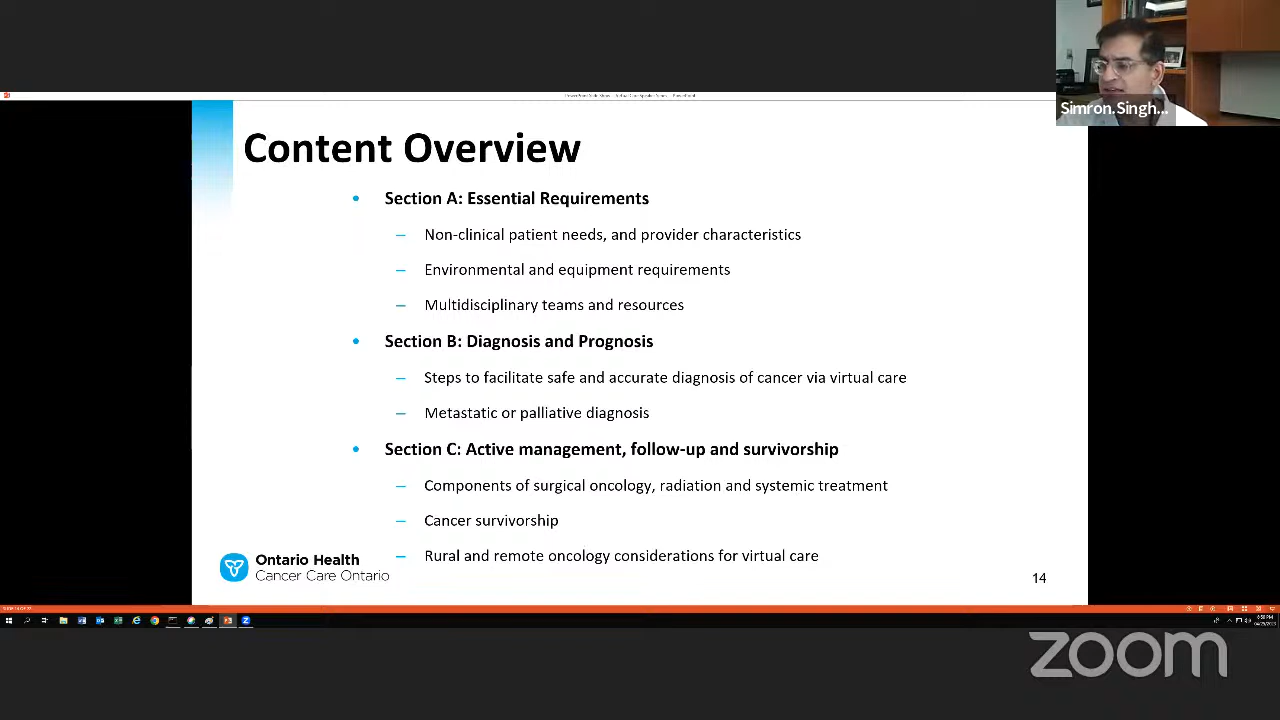 Simron.Singh...
Content Overview
Section A: Essential Requirements
Non-clinical patient needs, and provider characteristics
Environmental and equipment requirements
Multidisciplinary teams and resources
Section B: Diagnosis and Prognosis
Steps to facilitate safe and accurate diagnosis of cancer via virtual care
Metastatic or palliative diagnosis
Section C: Active management, follow-up and survivorship
Components of surgical oncology, radiation and systemic treatment
Cancer survivorship
Rural and remote oncology considerations for virtual care
Ontario Health
Cancer Care Ontario
14
zoom